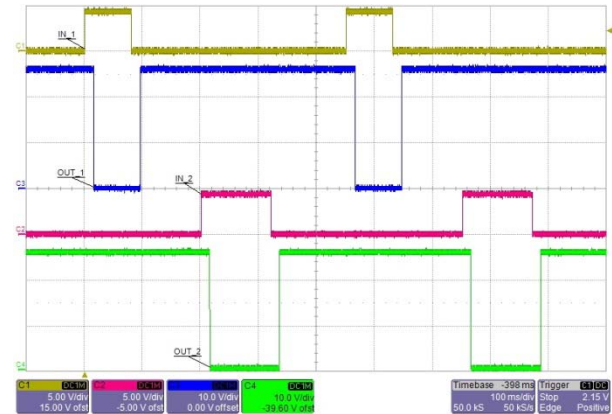 C1
IN_1
C3
OUT_1
IN_2
C2
OUT_2
C4
C1 DC1M
5.00 V/div
15.00 V ofst
C2 DC1M
5.00 V/div
-5.00 V ofst
DC1M
10.0 V/div
0.00 V offset
C4 DC1M
10.0 V/div
-39.60 V ofst
Timebase -398 ms
100 ms/div
50.0 kS 50 kS/s
Trigger C1 DC
Stop 2.15 V
Edge Positive